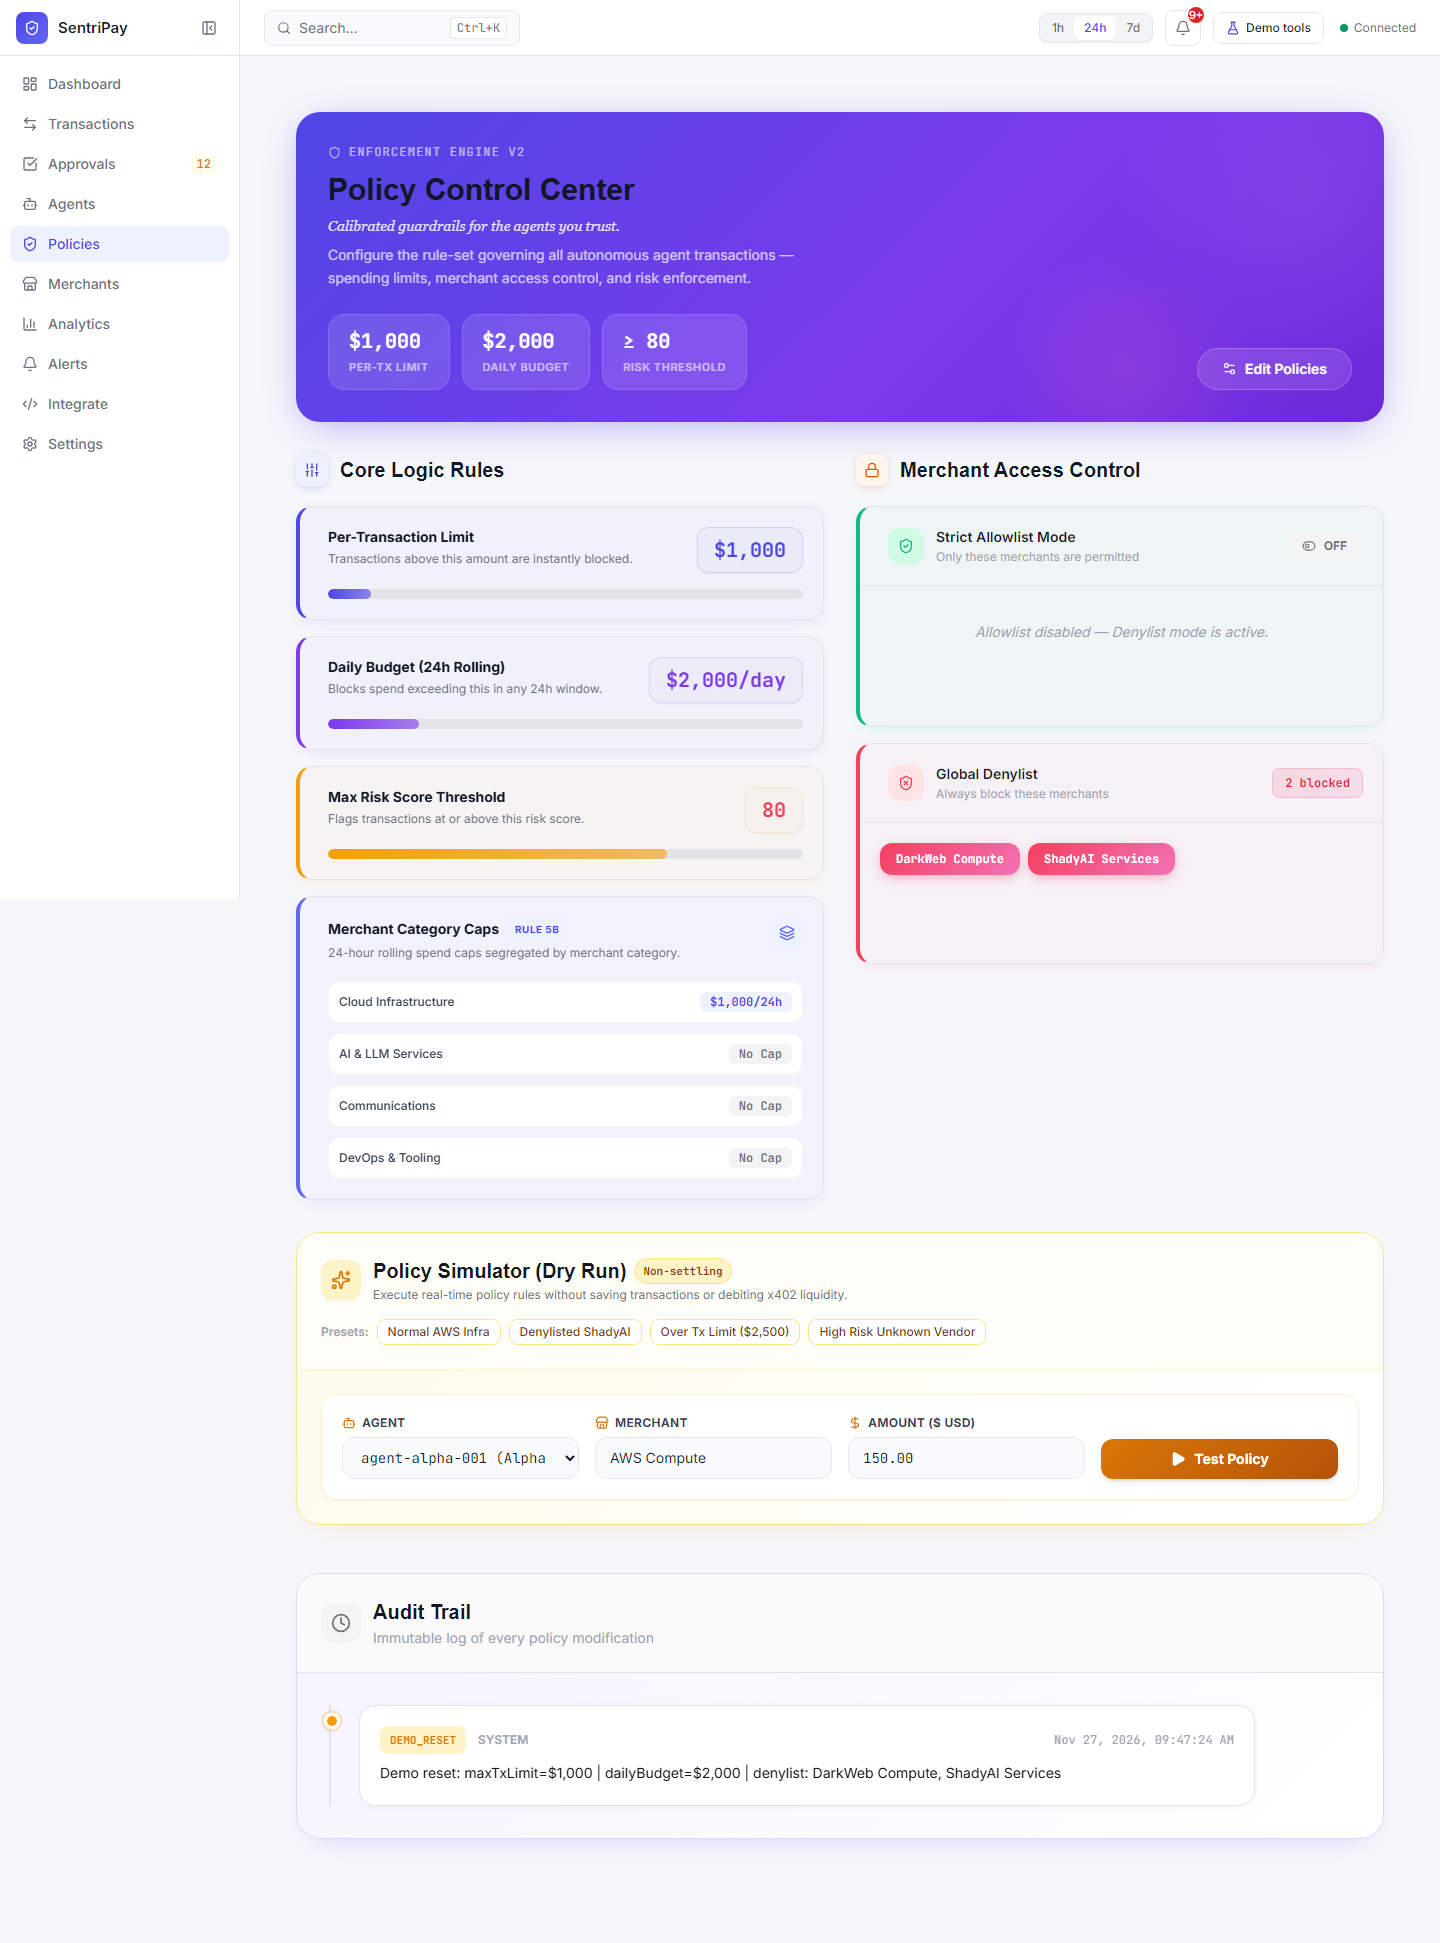 SentriPay
Search...
Ctrl+K
1h 24h 7d
9+
Demo tools
Connected
Dashboard
Transactions
Approvals 12
Agents
Policies
Merchants
Analytics
Alerts
Integrate
Settings
ENFORCEMENT ENGINE V2
Policy Control Center
Calibrated guardrails for the agents you trust.
Configure the rule-set governing all autonomous agent transactions —
spending limits, merchant access control, and risk enforcement.
$1,000
PER-TX LIMIT
$2,000
DAILY BUDGET
≥ 80
RISK THRESHOLD
Edit Policies
Core Logic Rules
Per-Transaction Limit
Transactions above this amount are instantly blocked.
$1,000
Daily Budget (24h Rolling)
Blocks spend exceeding this in any 24h window.
$2,000/day
Max Risk Score Threshold
Flags transactions at or above this risk score.
80
Merchant Category Caps RULE 5B
24-hour rolling spend caps segregated by merchant category.
Cloud Infrastructure $1,000/24h
AI & LLM Services No Cap
Communications No Cap
DevOps & Tooling No Cap
Merchant Access Control
Strict Allowlist Mode
Only these merchants are permitted
OFF
Allowlist disabled — Denylist mode is active.
Global Denylist
Always block these merchants
2 blocked
DarkWeb Compute ShadyAI Services
Policy Simulator (Dry Run) Non-settling
Execute real-time policy rules without saving transactions or debiting x402 liquidity.
Presets: Normal AWS Infra Denylisted ShadyAI Over Tx Limit ($2,500) High Risk Unknown Vendor
AGENT
agent-alpha-001 (Alpha
MERCHANT
AWS Compute
AMOUNT ($ USD)
150.00
Test Policy
Audit Trail
Immutable log of every policy modification
DEMO_RESET SYSTEM Nov 27, 2026, 09:47:24 AM
Demo reset: maxTxLimit=$1,000 | dailyBudget=$2,000 | denylist: DarkWeb Compute, ShadyAI Services